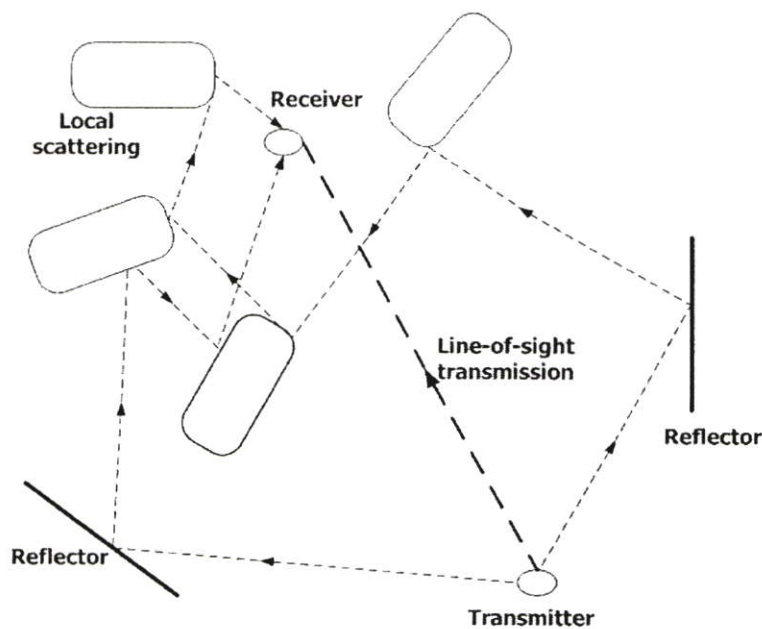 Receiver
Local
scattering
Line-of-sight
transmission
Reflector
Reflector
Transmitter